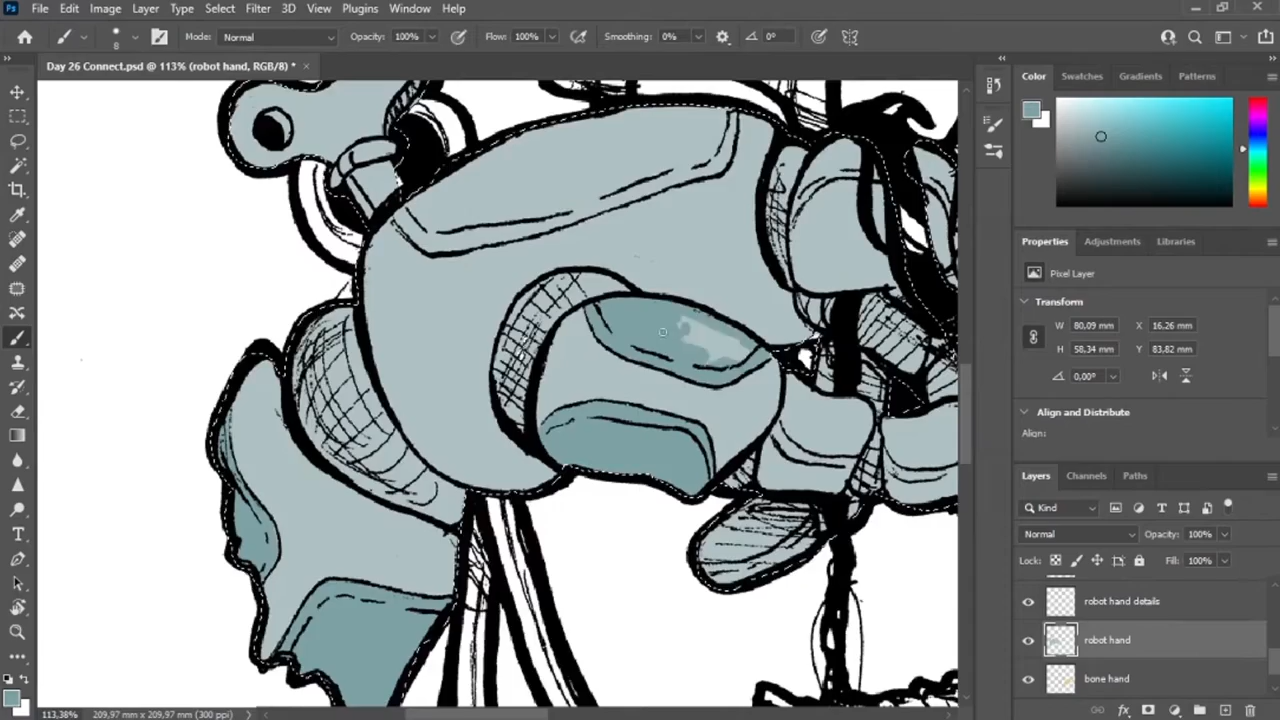 Ps File Edit Image Layer Type Select Filter 3D View Plugins Window Help
8 Mode: Normal Opacity: 100% Flow: 100% Smoothing: 0% 0°
Day 26 Connect.psd @ 113% (robot hand, RGB/8) * ×
Color Swatches Gradients Patterns
Properties Adjustments Libraries
Pixel Layer
Transform
W 80,09 mm X 16,26 mm
H 58,34 mm Y 83,82 mm
0,00°
Align and Distribute
Align:
Layers Channels Paths
Kind
Normal Opacity: 100%
Lock: Fill: 100%
robot hand details
robot hand
bone hand
113,38% 209,97 mm x 209,97 mm (300 ppi)